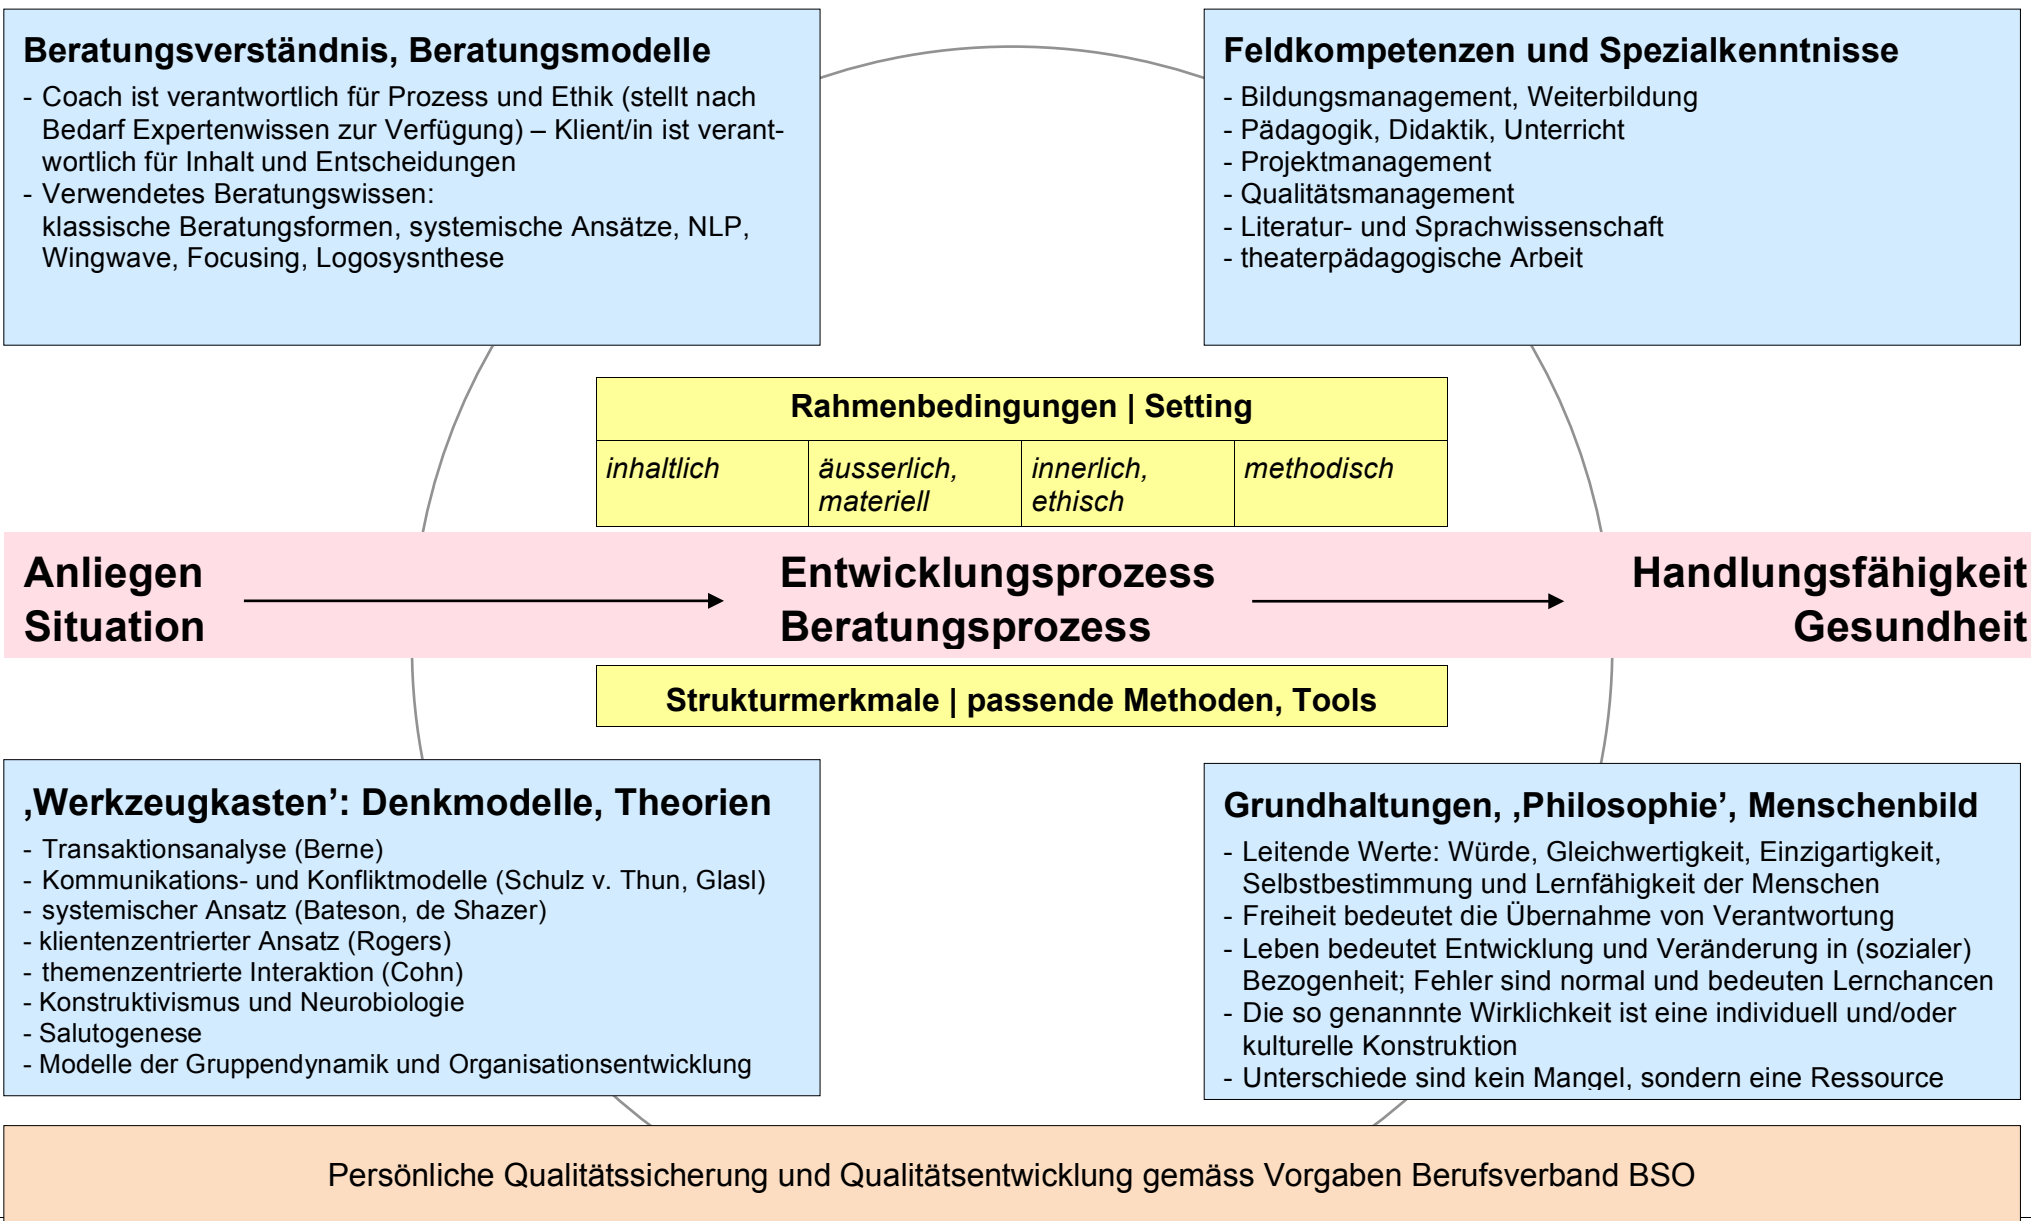 Beratungsverständnis, Beratungsmodelle
- Coach ist verantwortlich für Prozess und Ethik (stellt nach
Bedarf Expertenwissen zur Verfügung) – Klient/in ist verant-
wortlich für Inhalt und Entscheidungen
- Verwendetes Beratungswissen:
klassische Beratungsformen, systemische Ansätze, NLP,
Wingwave, Focusing, Logosysnthese
Feldkompetenzen und Spezialkenntnisse
- Bildungsmanagement, Weiterbildung
- Pädagogik, Didaktik, Unterricht
- Projektmanagement
- Qualitätsmanagement
- Literatur- und Sprachwissenschaft
- theaterpädagogische Arbeit
Rahmenbedingungen | Setting
inhaltlich
äusserlich,
materiell
innerlich,
ethisch
methodisch
Anliegen
Situation
Entwicklungsprozess
Beratungsprozess
Handlungsfähigkeit
Gesundheit
Strukturmerkmale | passende Methoden, Tools
‚Werkzeugkasten’: Denkmodelle, Theorien
- Transaktionsanalyse (Berne)
- Kommunikations- und Konfliktmodelle (Schulz v. Thun, Glasl)
- systemischer Ansatz (Bateson, de Shazer)
- klientenzentrierter Ansatz (Rogers)
- themenzentrierte Interaktion (Cohn)
- Konstruktivismus und Neurobiologie
- Salutogenese
- Modelle der Gruppendynamik und Organisationsentwicklung
Grundhaltungen, ‚Philosophie’, Menschenbild
- Leitende Werte: Würde, Gleichwertigkeit, Einzigartigkeit,
Selbstbestimmung und Lernfähigkeit der Menschen
- Freiheit bedeutet die Übernahme von Verantwortung
- Leben bedeutet Entwicklung und Veränderung in (sozialer)
Bezogenheit; Fehler sind normal und bedeuten Lernchancen
- Die so genannnte Wirklichkeit ist eine individuell und/oder
kulturelle Konstruktion
- Unterschiede sind kein Mangel, sondern eine Ressource
Persönliche Qualitätssicherung und Qualitätsentwicklung gemäss Vorgaben Berufsverband BSO